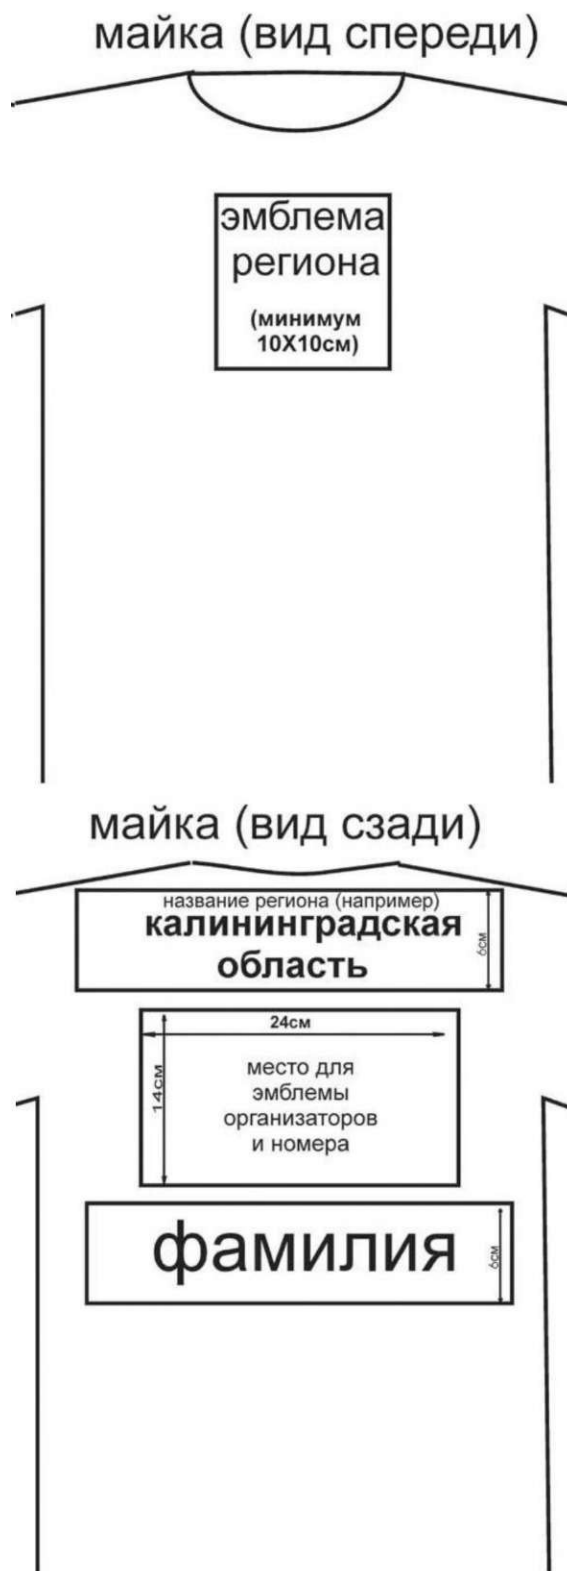 майка (вид спереди)
эмблема
региона
(минимум
10Х10см)
майка (вид сзади)
название региона (например)
калининградская
область
6см
24см
14см
место для
эмблемы
организаторов
и номера
фамилия
6см